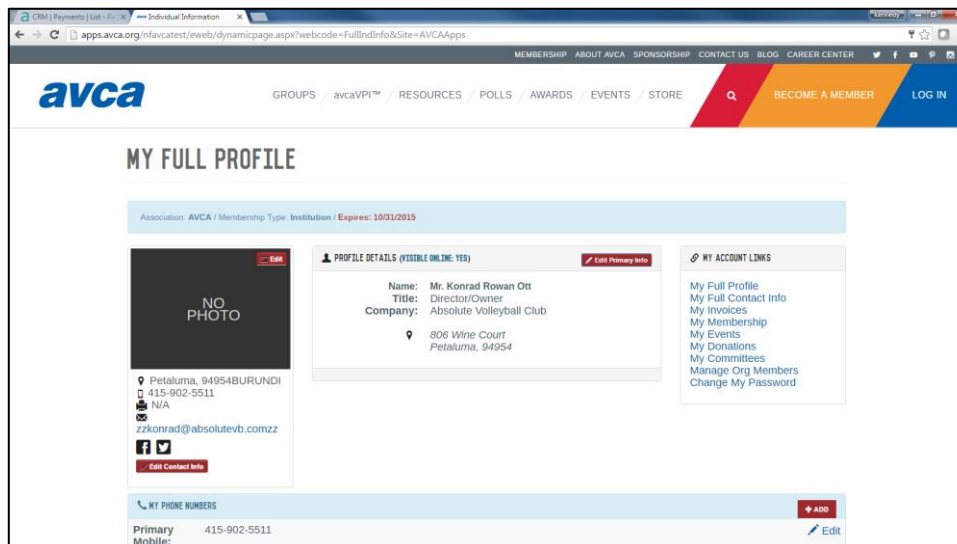 CRM | Payments | List - Fo
Individual Information
Kennedy
apps.avca.org/nfavcatest/eweb/dynamicpage.aspx?webcode=FullIndInfo&Site=AVCAApps
MEMBERSHIP ABOUT AVCA SPONSORSHIP CONTACT US BLOG CAREER CENTER
avca
GROUPS / avcaVPI™ / RESOURCES / POLLS / AWARDS / EVENTS / STORE
BECOME A MEMBER
LOG IN
MY FULL PROFILE
Association: AVCA / Membership Type: Institution / Expires: 10/31/2015
Edit
NO
PHOTO
Petaluma, 94954BURUNDI
415-902-5511
N/A
zzkonrad@absolutevb.comzz
Edit Contact Info
PROFILE DETAILS (VISIBLE ONLINE: YES)
Edit Primary Info
Name: Mr. Konrad Rowan Ott
Title: Director/Owner
Company: Absolute Volleyball Club
806 Wine Court
Petaluma, 94954
MY ACCOUNT LINKS
My Full Profile
My Full Contact Info
My Invoices
My Membership
My Events
My Donations
My Committees
Manage Org Members
Change My Password
MY PHONE NUMBERS
ADD
Primary 415-902-5511
Mobile:
Edit